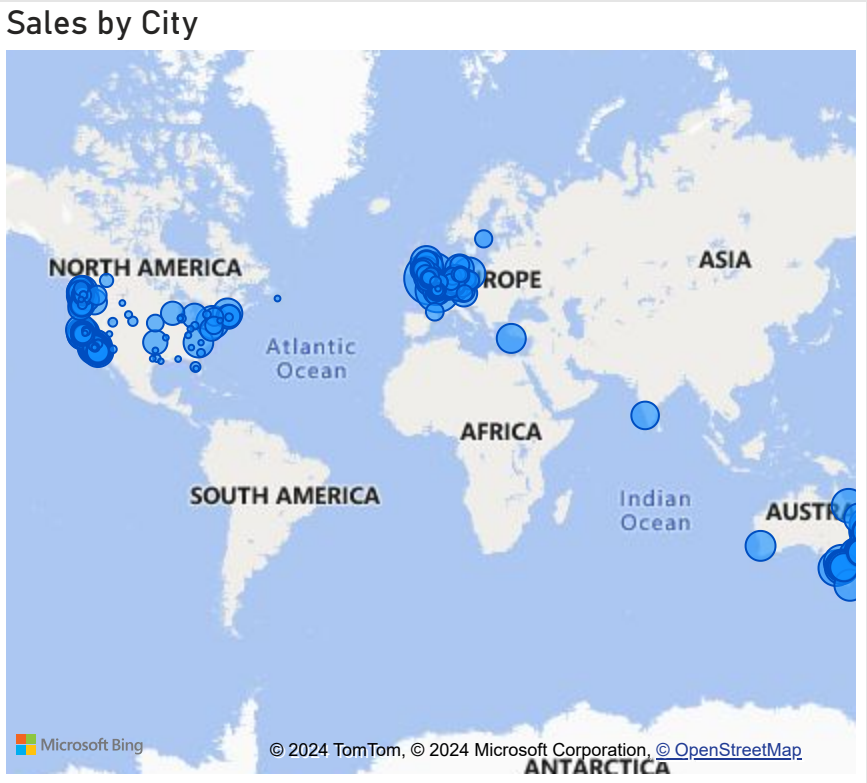 Sales by City
NORTH AMERICA
ROPE
ASIA
Atlantic
Ocean
AFRICA
SOUTH AMERICA
Indian
Ocean
AUSTRA
Microsoft Bing
© 2024 TomTom, © 2024 Microsoft Corporation, © OpenStreetMap
ANTARCTICA